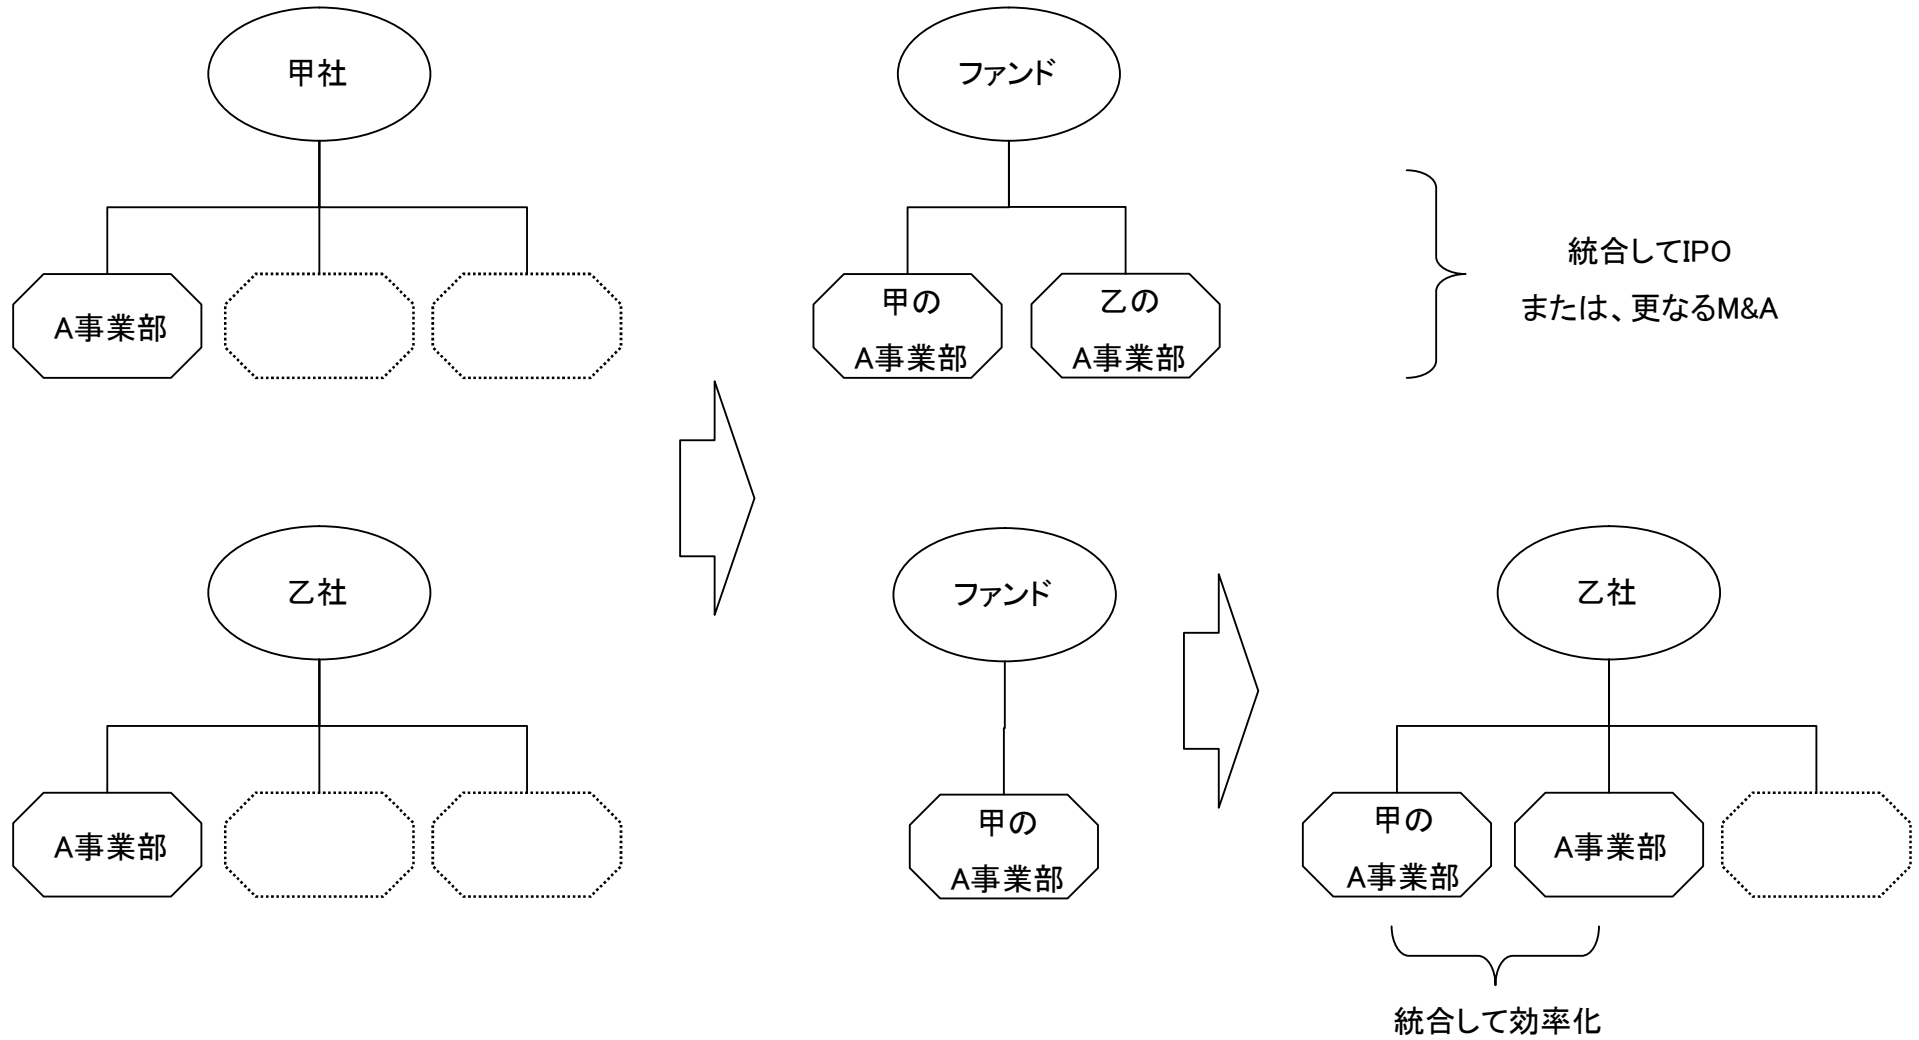 甲社
A事業部
ファンド
甲の
A事業部
乙の
A事業部
統合してIPO
または、更なるM&A
乙社
A事業部
ファンド
甲の
A事業部
乙社
甲の
A事業部
A事業部
統合して効率化